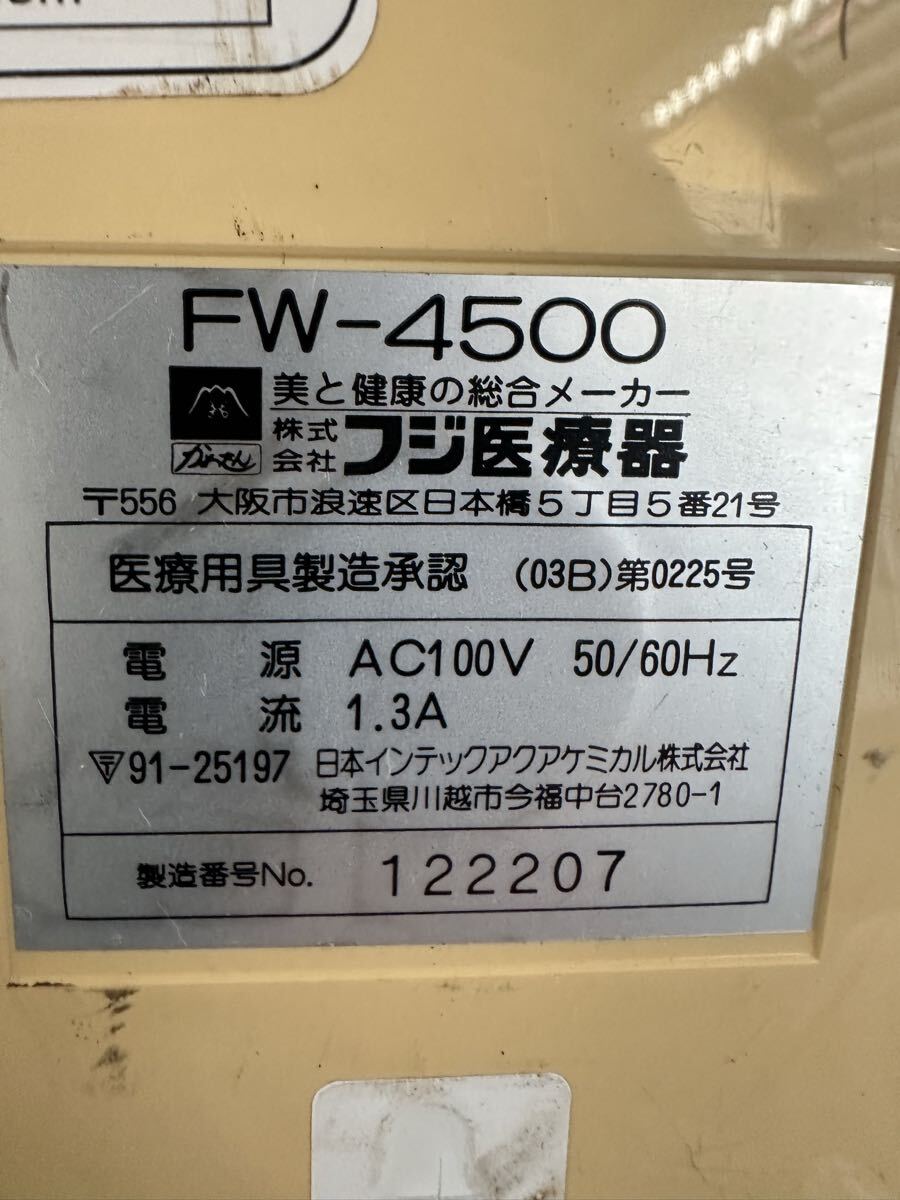 FW-4500
美と健康の総合メーカー
株式会社 フジ医療器
〒556 大阪市浪速区日本橋5丁目5番21号
医療用具製造承認 (03B)第0225号
電源 AC100V 50/60Hz
電流 1.3A
91-25197 日本インテックアクアケミカル株式会社
埼玉県川越市今福中台2780-1
製造番号No. 122207